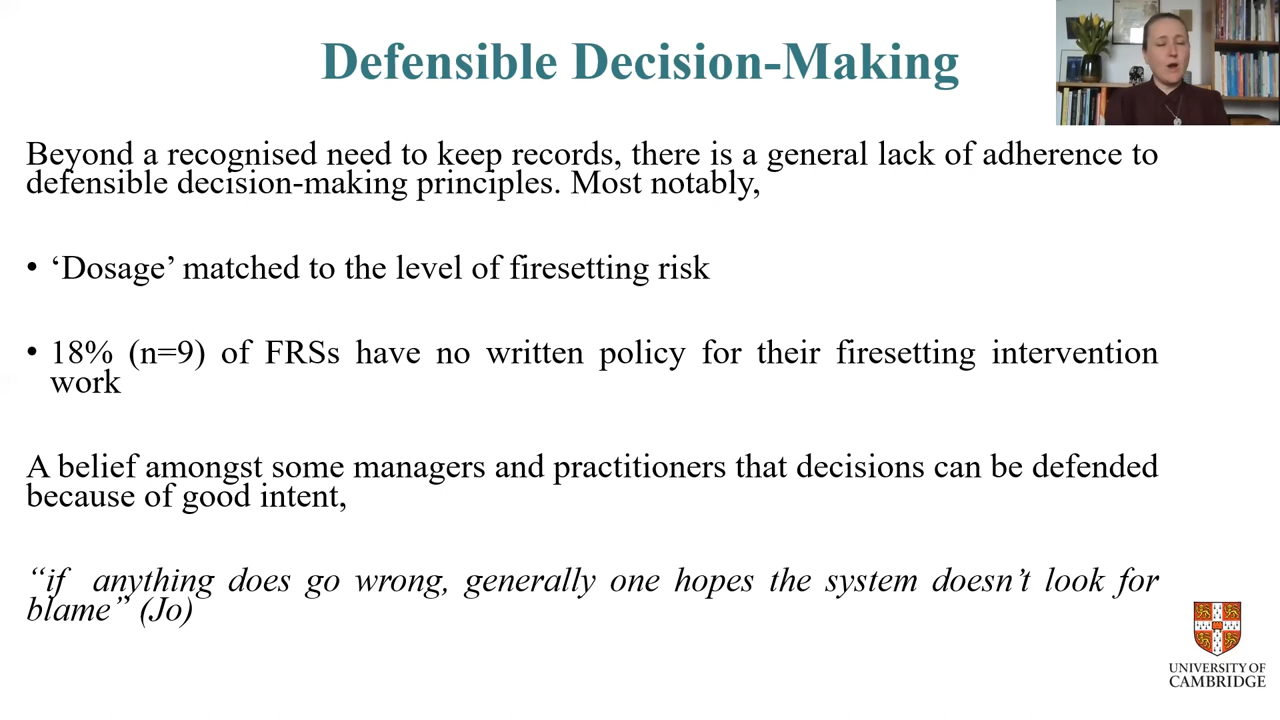 Defensible Decision-Making
Beyond a recognised need to keep records, there is a general lack of adherence to
defensible decision-making principles. Most notably,
• ‘Dosage’ matched to the level of firesetting risk
• 18% (n=9) of FRSs have no written policy for their firesetting intervention
work
A belief amongst some managers and practitioners that decisions can be defended
because of good intent,
“if anything does go wrong, generally one hopes the system doesn’t look for
blame” (Jo)
UNIVERSITY OF
CAMBRIDGE